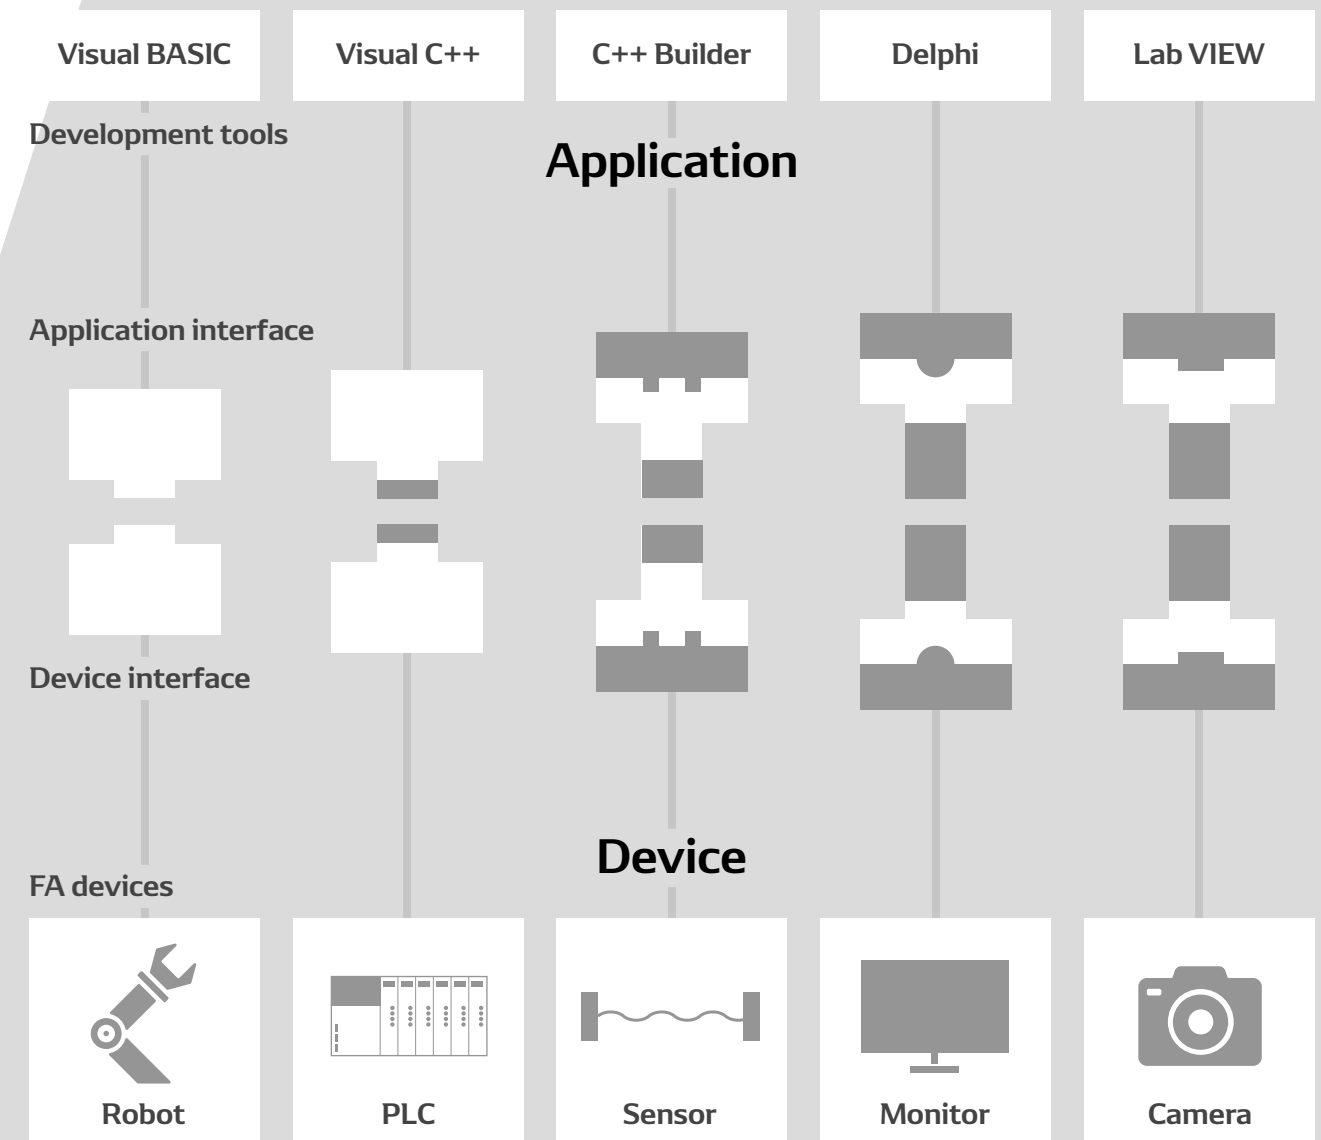 Visual BASIC
Visual C++
C++ Builder
Delphi
Lab VIEW
Development tools
Application
Application interface
Device interface
Device
FA devices
Robot
PLC
Sensor
Monitor
Camera